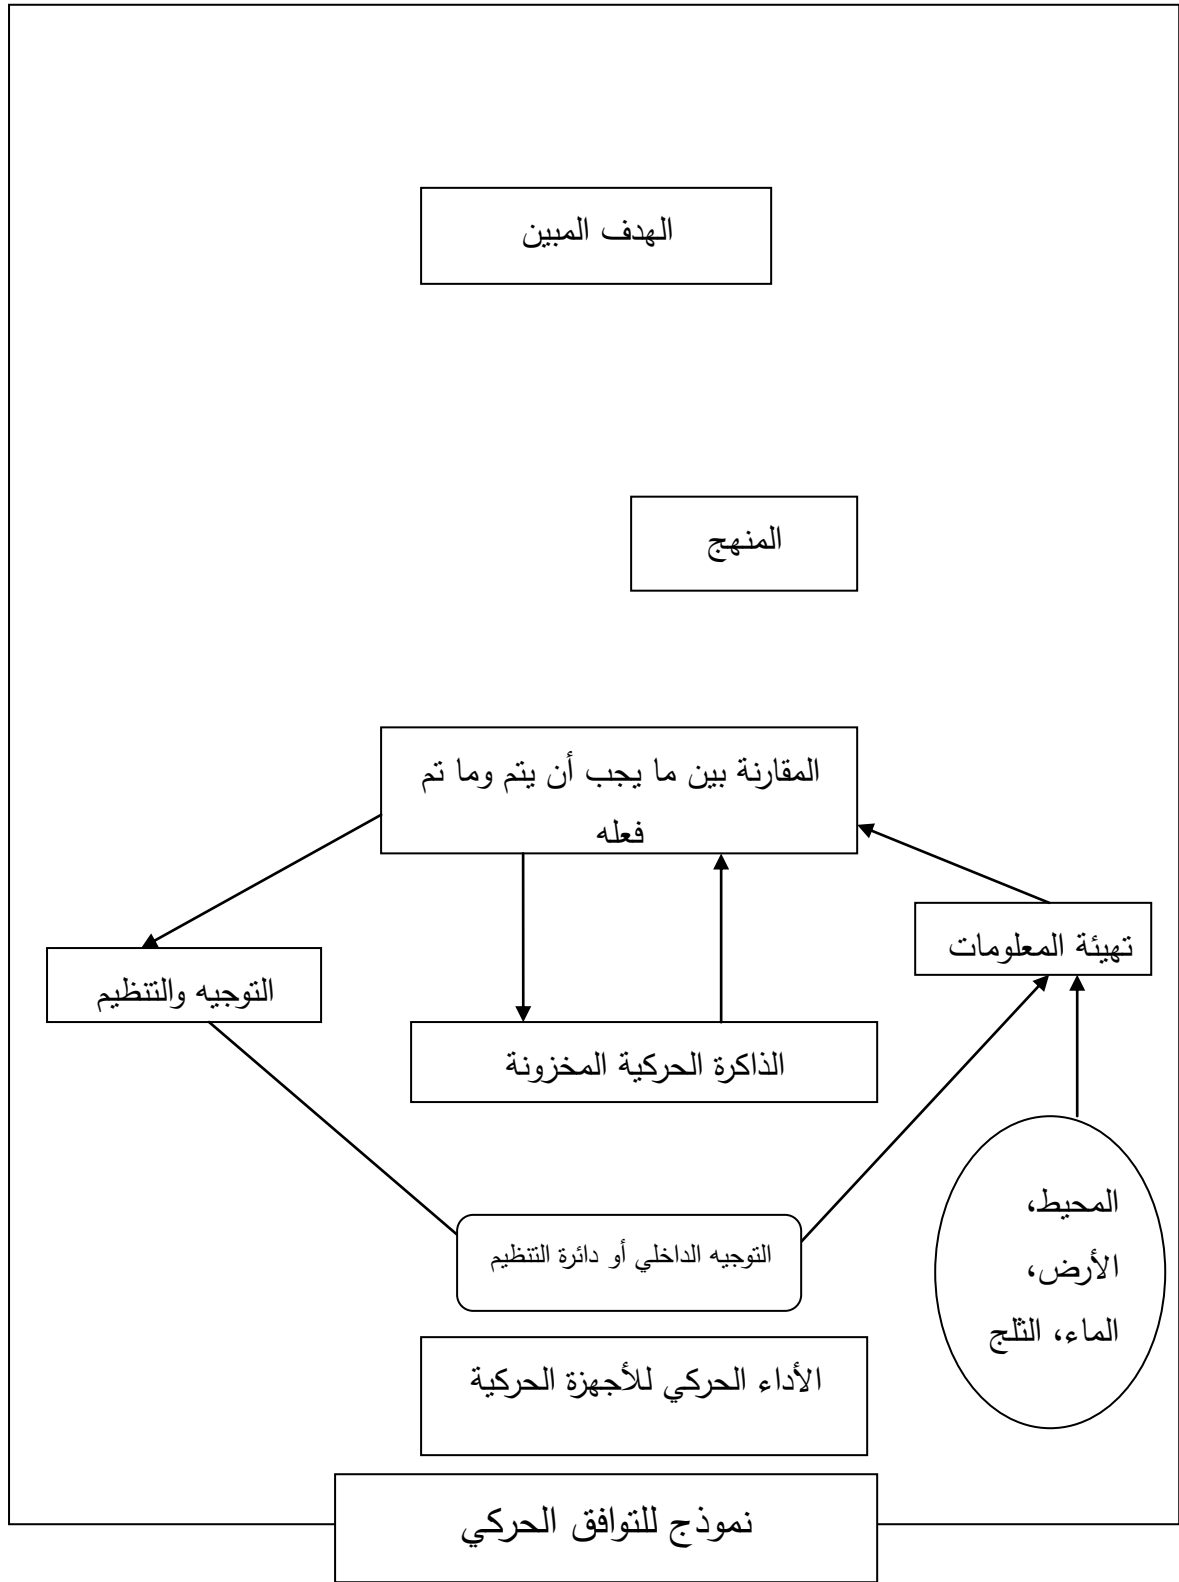 الهدف المبين
المنهج
المقارنة بين ما يجب أن يتم وما تم
فعله
تهيئة المعلومات
التوجيه والتنظيم
الذاكرة الحركية المخزونة
المحيط،
الأرض،
الماء، الثلج
التوجيه الداخلي أو دائرة التنظيم
الأداء الحركي للأجهزة الحركية
نموذج للتوافق الحركي